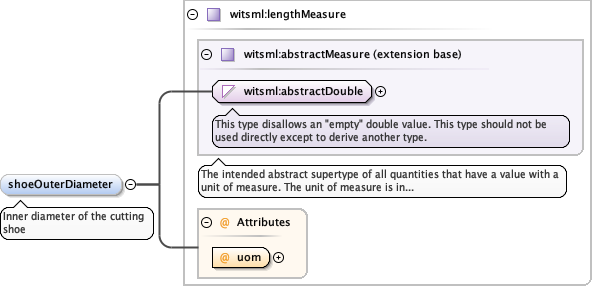 witsml:lengthMeasure
witsml:abstractMeasure (extension base)
witsml:abstractDouble
This type disallows an "empty" double value. This type should not be
used directly except to derive another type.
The intended abstract supertype of all quantities that have a value with a
unit of measure. The unit of measure is in...
shoeOuterDiameter
Inner diameter of the cutting
shoe
@ Attributes
@ uom